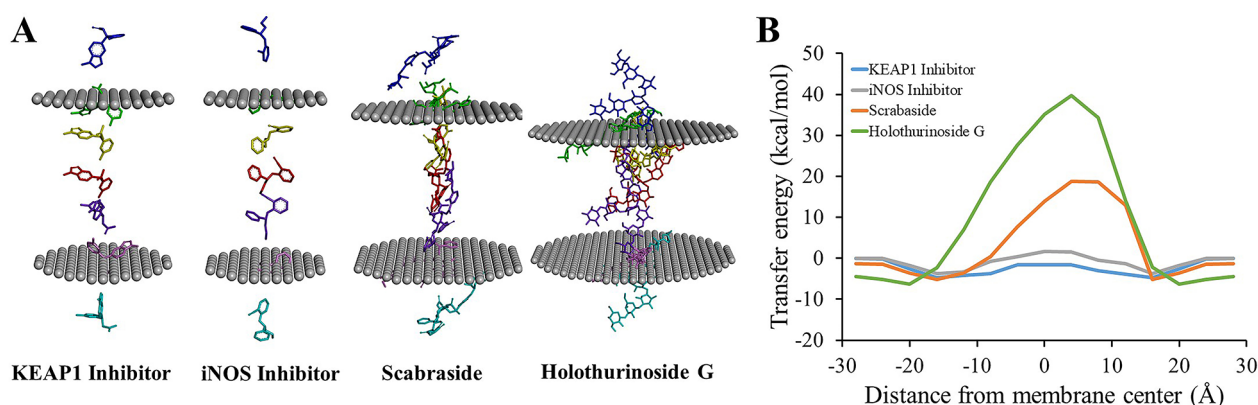 A
KEAP1 Inhibitor
iNOS Inhibitor
Scabraside
Holothurinoside G
B
Transfer energy (kcal/mol)
50
40
30
20
10
0
-10
-20
KEAP1 Inhibitor
iNOS Inhibitor
Scrabaside
Holothurinoside G
-30 -20 -10 0 10 20 30
Distance from membrane center (Å)